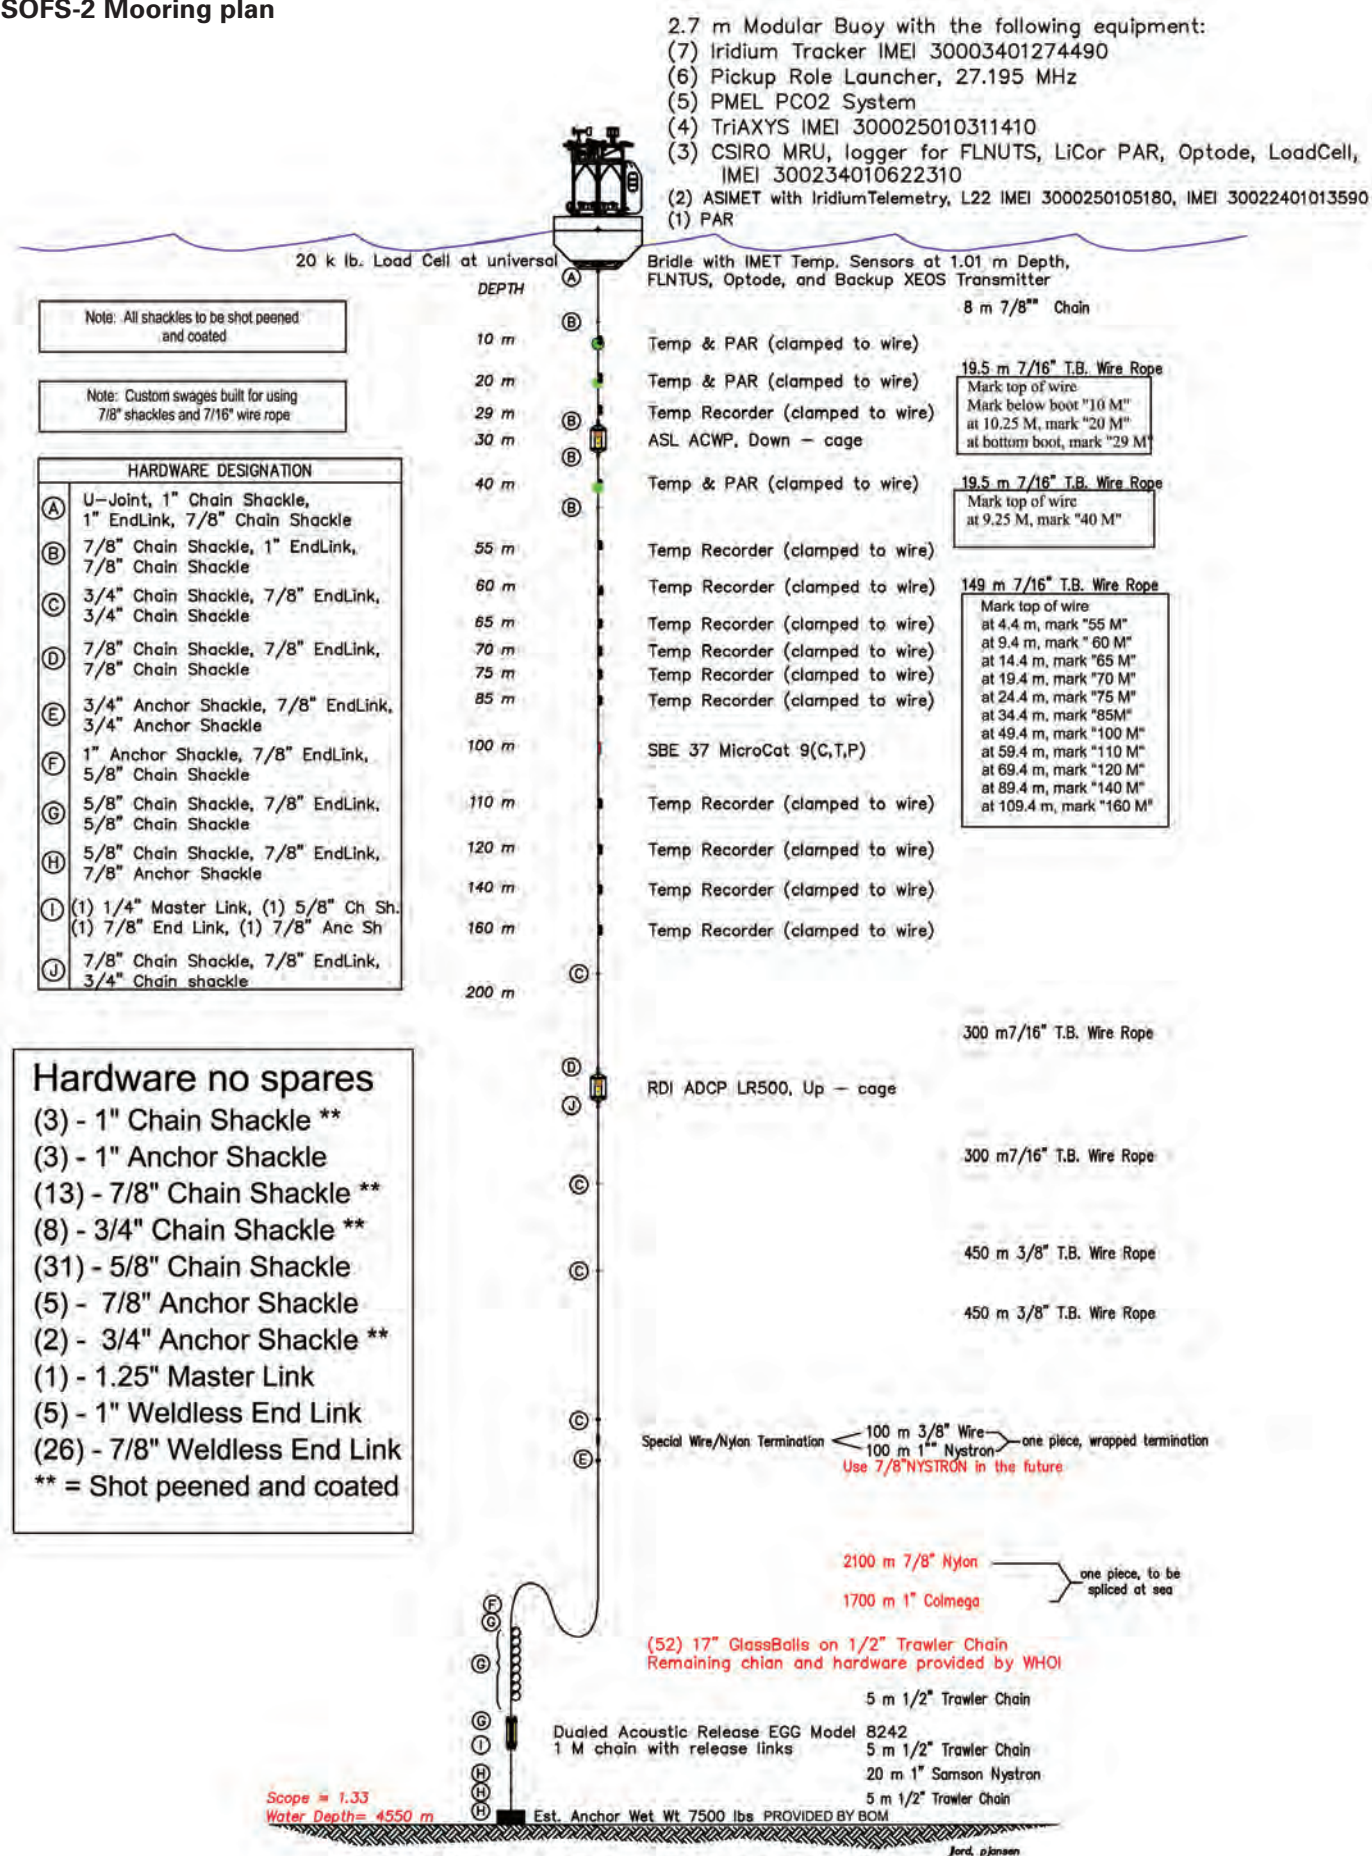 SOFS-2 Mooring plan
2.7 m Modular Buoy with the following equipment:
(7) Iridium Tracker IMEI 30003401274490
(6) Pickup Role Launcher, 27.195 MHz
(5) PMEL PCO2 System
(4) TriAXYS IMEI 300025010311410
(3) CSIRO MRU, logger for FLNUTS, LiCor PAR, Optode, LoadCell,
IMEI 300234010622310
(2) ASIMET with IridiumTelemetry, L22 IMEI 3000250105180, IMEI 30022401013590
(1) PAR
20 k lb. Load Cell at universal
Bridle with IMET Temp. Sensors at 1.01 m Depth,
FLNTUS, Optode, and Backup XEOS Transmitter
A
DEPTH
8 m 7/8"" Chain
Note: All shackles to be shot peened
and coated
B
10 m
Temp & PAR (clamped to wire)
19.5 m 7/16" T.B. Wire Rope
20 m
Temp & PAR (clamped to wire)
Mark top of wire
Mark below boot "10 M"
at 10.25 M, mark "20 M"
at bottom boot, mark "29 M"
Note: Custom swages built for using
7/8" shackles and 7/16" wire rope
29 m
Temp Recorder (clamped to wire)
B
30 m
ASL ACWP, Down – cage
B
40 m
Temp & PAR (clamped to wire)
19.5 m 7/16" T.B. Wire Rope
Mark top of wire
at 9.25 M, mark "40 M"
B
55 m
Temp Recorder (clamped to wire)
60 m
Temp Recorder (clamped to wire)
149 m 7/16" T.B. Wire Rope
Mark top of wire
at 4.4 m, mark "55 M"
at 9.4 m, mark " 60 M"
at 14.4 m, mark "65 M"
at 19.4 m, mark "70 M"
at 24.4 m, mark "75 M"
at 34.4 m, mark "85M"
at 49.4 m, mark "100 M"
at 59.4 m, mark "110 M"
at 69.4 m, mark "120 M"
at 89.4 m, mark "140 M"
at 109.4 m, mark "160 M"
65 m
Temp Recorder (clamped to wire)
70 m
Temp Recorder (clamped to wire)
75 m
Temp Recorder (clamped to wire)
85 m
Temp Recorder (clamped to wire)
100 m
SBE 37 MicroCat 9(C,T,P)
110 m
Temp Recorder (clamped to wire)
120 m
Temp Recorder (clamped to wire)
140 m
Temp Recorder (clamped to wire)
160 m
Temp Recorder (clamped to wire)
C
200 m
HARDWARE DESIGNATION
A
U–Joint, 1" Chain Shackle,
1" EndLink, 7/8" Chain Shackle
B
7/8" Chain Shackle, 1" EndLink,
7/8" Chain Shackle
C
3/4" Chain Shackle, 7/8" EndLink,
3/4" Chain Shackle
D
7/8" Chain Shackle, 7/8" EndLink,
7/8" Chain Shackle
E
3/4" Anchor Shackle, 7/8" EndLink,
3/4" Anchor Shackle
F
1" Anchor Shackle, 7/8" EndLink,
5/8" Chain Shackle
G
5/8" Chain Shackle, 7/8" EndLink,
5/8" Chain Shackle
H
5/8" Chain Shackle, 7/8" EndLink,
7/8" Anchor Shackle
I
(1) 1/4" Master Link, (1) 5/8" Ch Sh.
(1) 7/8" End Link, (1) 7/8" Anc Sh
J
7/8" Chain Shackle, 7/8" EndLink,
3/4" Chain shackle
300 m7/16" T.B. Wire Rope
D
RDI ADCP LR500, Up – cage
J
300 m7/16" T.B. Wire Rope
C
450 m 3/8" T.B. Wire Rope
C
450 m 3/8" T.B. Wire Rope
Hardware no spares
(3) - 1" Chain Shackle **
(3) - 1" Anchor Shackle
(13) - 7/8" Chain Shackle **
(8) - 3/4" Chain Shackle **
(31) - 5/8" Chain Shackle
(5) - 7/8" Anchor Shackle
(2) - 3/4" Anchor Shackle **
(1) - 1.25" Master Link
(5) - 1" Weldless End Link
(26) - 7/8" Weldless End Link
** = Shot peened and coated
C
Special Wire/Nylon Termination
100 m 3/8" Wire
100 m 1"" Nystron
one piece, wrapped termination
E
Use 7/8"NYSTRON in the future
2100 m 7/8" Nylon
1700 m 1" Colmega
one piece, to be
spliced at sea
F
G
(52) 17" GlassBalls on 1/2" Trawler Chain
Remaining chian and hardware provided by WHOI
G
5 m 1/2" Trawler Chain
G
Dualed Acoustic Release EGG Model 8242
1 M chain with release links
I
5 m 1/2" Trawler Chain
H
20 m 1" Samson Nystron
H
5 m 1/2" Trawler Chain
Scope = 1.33
Water Depth= 4550 m
H
Est. Anchor Wet Wt 7500 lbs PROVIDED BY BOM
lord, pjansen